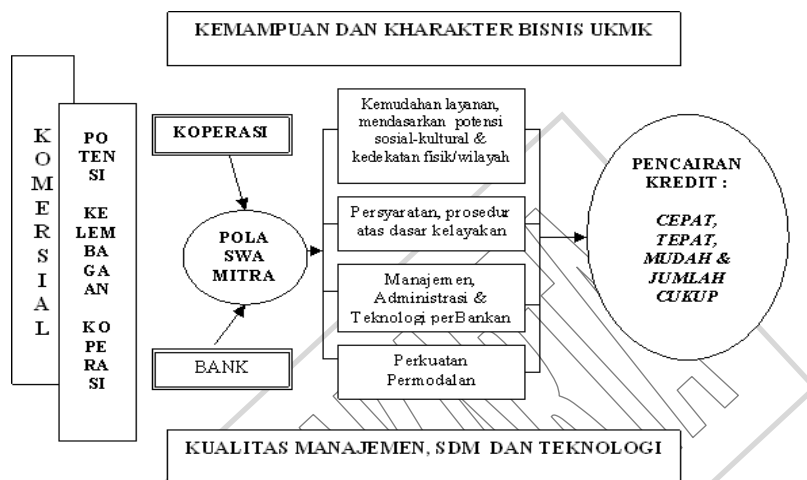 KEMAMPUAN DAN KHARAKTER BISNIS UKMK
K
O
M
E
R
S
I
A
L
PO
TEN
SI
KE
LEM
BA
GA
AN
KO
PE
RA
SI
KOPERASI
POLA
SWA
MITRA
BANK
Kemudahan layanan,
mendasarkan potensi
sosial-kultural &
kedekatan fisik/wilayah
Persyaratan, prosedur
atas dasar kelayakan
Manajemen,
Administrasi &
Teknologi perBankan
Perkuatan
Permodalan
PENCAIRAN
KREDIT :
CEPAT,
TEPAT,
MUDAH &
JUMLAH
CUKUP
KUALITAS MANAJEMEN, SDM DAN TEKNOLOGI